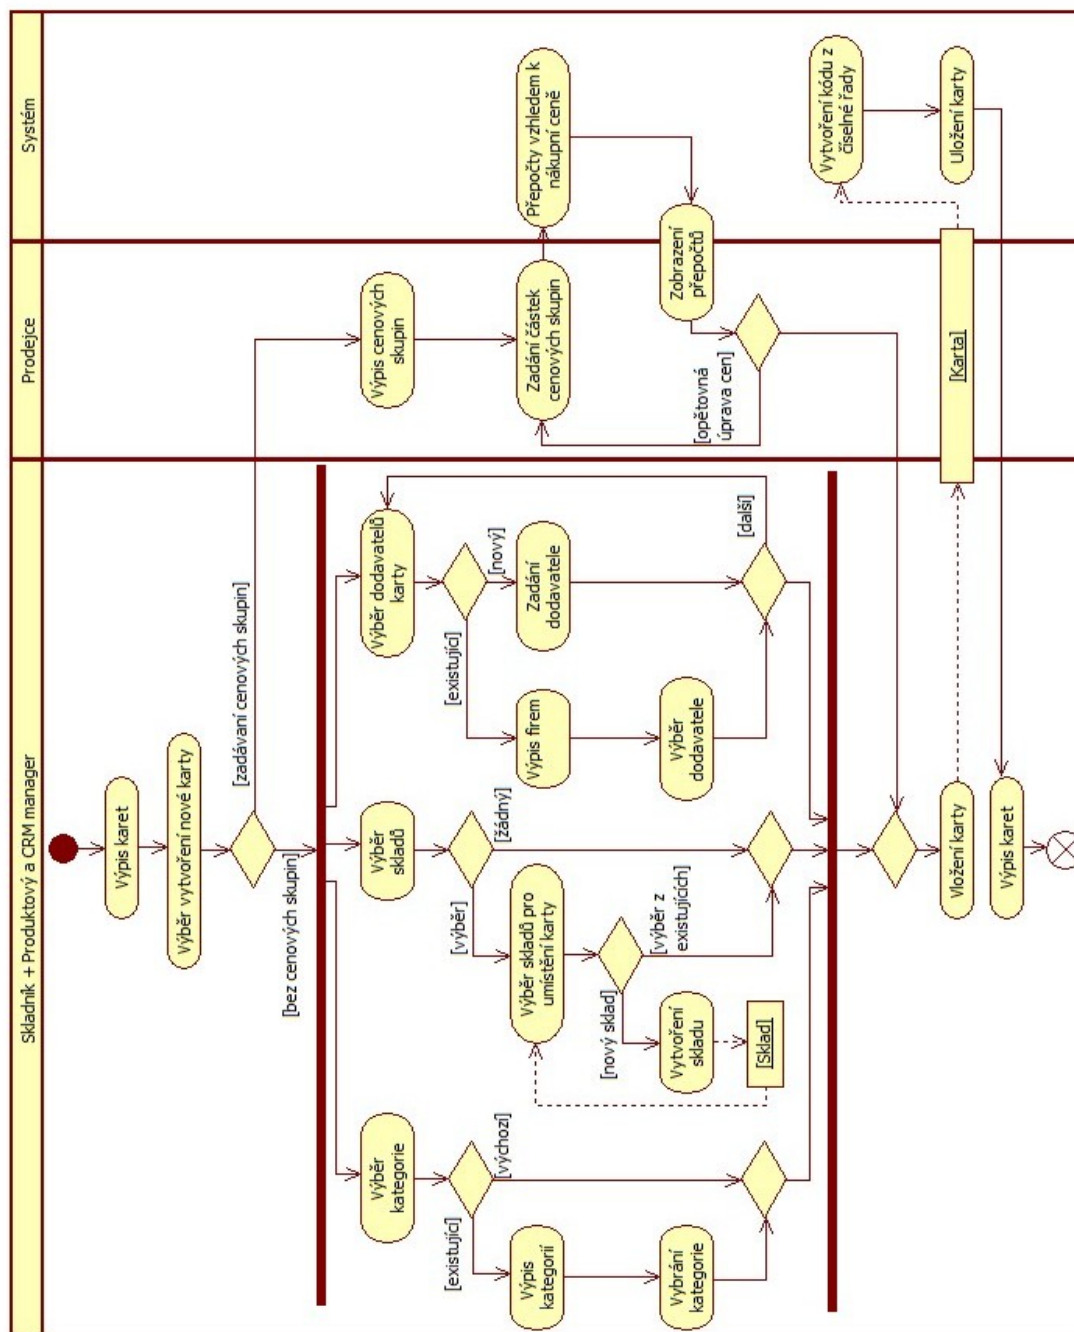 Skladník + Produktový a CRM manager
Prodejce
Systém
Výpis karet
Výběr vytvoření nové karty
[zadávaní cenových skupin]
[bez cenových skupin]
Výpis cenových
skupin
Zadání částek
cenových skupin
Přepočty vzhledem k
nákupní ceně
Zobrazení
přepočtů
[opětovná
úprava cen]
Výběr
kategorie
[existující]
[výchozí]
Výpis
kategorií
Vybrání
kategorie
Výběr
skladů
[výběr]
[žádný]
Výběr skladů pro
umístění karty
[nový sklad]
[výběr z
existujících]
Vytvoření
skladu
[Sklad]
Výběr dodavatelů
karty
[existující]
[nový]
Výpis firem
Zadání
dodavatele
Výběr
dodavatele
[další]
Vložení karty
[Karta]
Vytvoření kódu z
číselné řady
Uložení karty
Výpis karet